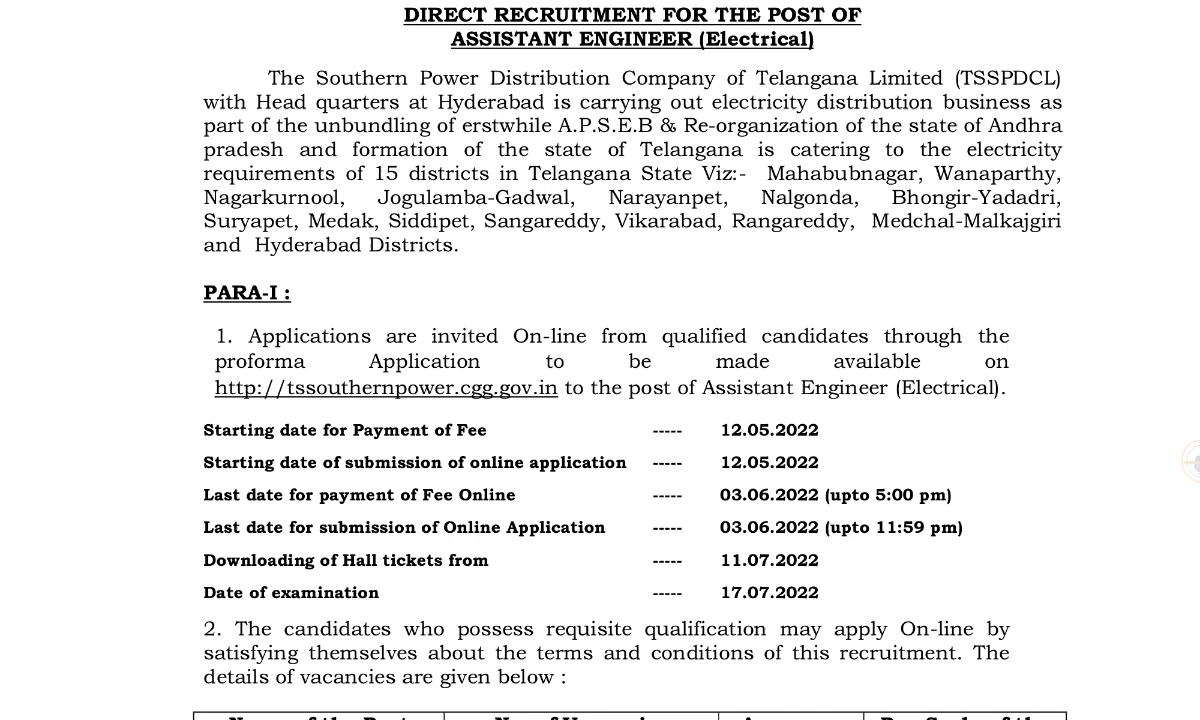 DIRECT RECRUITMENT FOR THE POST OF
ASSISTANT ENGINEER (Electrical)
The Southern Power Distribution Company of Telangana Limited (TSSPDCL)
with Head quarters at Hyderabad is carrying out electricity distribution business as
part of the unbundling of erstwhile A.P.S.E.B & Re-organization of the state of Andhra
pradesh and formation of the state of Telangana is catering to the electricity
requirements of 15 districts in Telangana State Viz:- Mahabubnagar, Wanaparthy,
Nagarkurnool, Jogulamba-Gadwal, Narayanpet, Nalgonda, Bhongir-Yadadri,
Suryapet, Medak, Siddipet, Sangareddy, Vikarabad, Rangareddy, Medchal-Malkajgiri
and Hyderabad Districts.
PARA-I :
1. Applications are invited On-line from qualified candidates through the
proforma Application to be made available on
http://tssouthernpower.cgg.gov.in to the post of Assistant Engineer (Electrical).
Starting date for Payment of Fee ----- 12.05.2022
Starting date of submission of online application ----- 12.05.2022
Last date for payment of Fee Online ----- 03.06.2022 (upto 5:00 pm)
Last date for submission of Online Application ----- 03.06.2022 (upto 11:59 pm)
Downloading of Hall tickets from ----- 11.07.2022
Date of examination ----- 17.07.2022
2. The candidates who possess requisite qualification may apply On-line by
satisfying themselves about the terms and conditions of this recruitment. The
details of vacancies are given below :